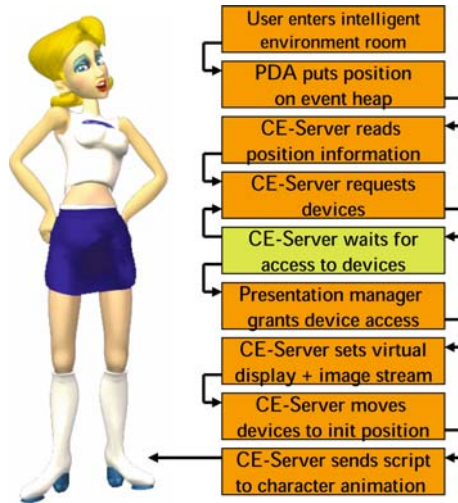 User enters intelligent
environment room
PDA puts position
on event heap
CE-Server reads
position information
CE-Server requests
devices
CE-Server waits for
access to devices
Presentation manager
grants device access
CE-Server sets virtual
display + image stream
CE-Server moves
devices to init position
CE-Server sends script
to character animation